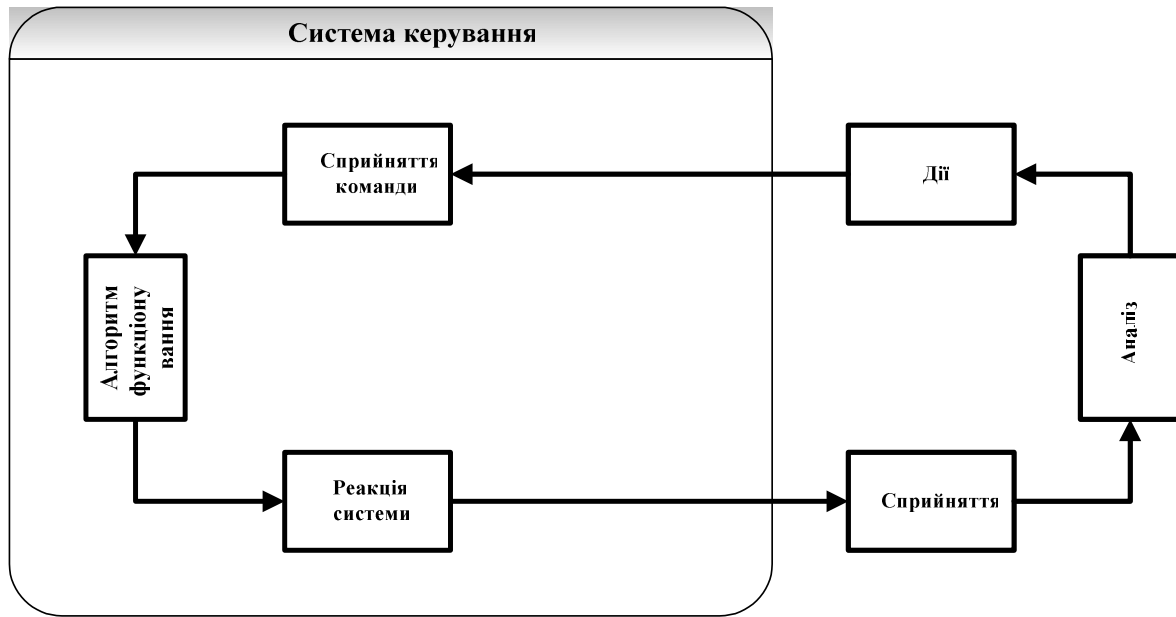 Система керування
Сприйняття
команди
Дії
Алгоритм
функціону
вання
Аналіз
Реакція
системи
Сприйняття